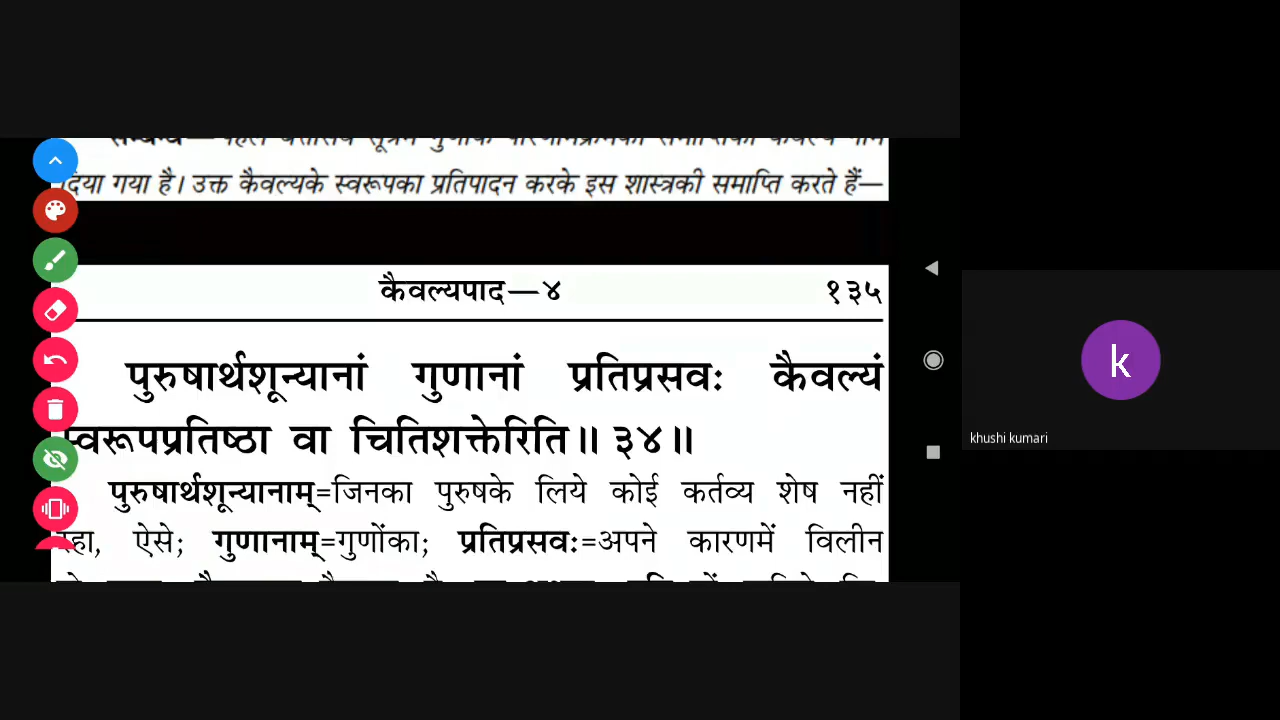 दिया गया है। उक्त कैवल्यके स्वरूपका प्रतिपादन करके इस शास्त्रकी समाप्ति करते हैं—
कैवल्यपाद—४ १३५
पुरुषार्थशून्यानां गुणानां प्रतिप्रसवः कैवल्यं
स्वरूपप्रतिष्ठा वा चितिशक्तेरिति॥ ३४॥
पुरुषार्थशून्यानाम्=जिनका पुरुषके लिये कोई कर्तव्य शेष नहीं
रहा, ऐसे; गुणानाम्=गुणोंका; प्रतिप्रसवः=अपने कारणमें विलीन
k
khushi kumari